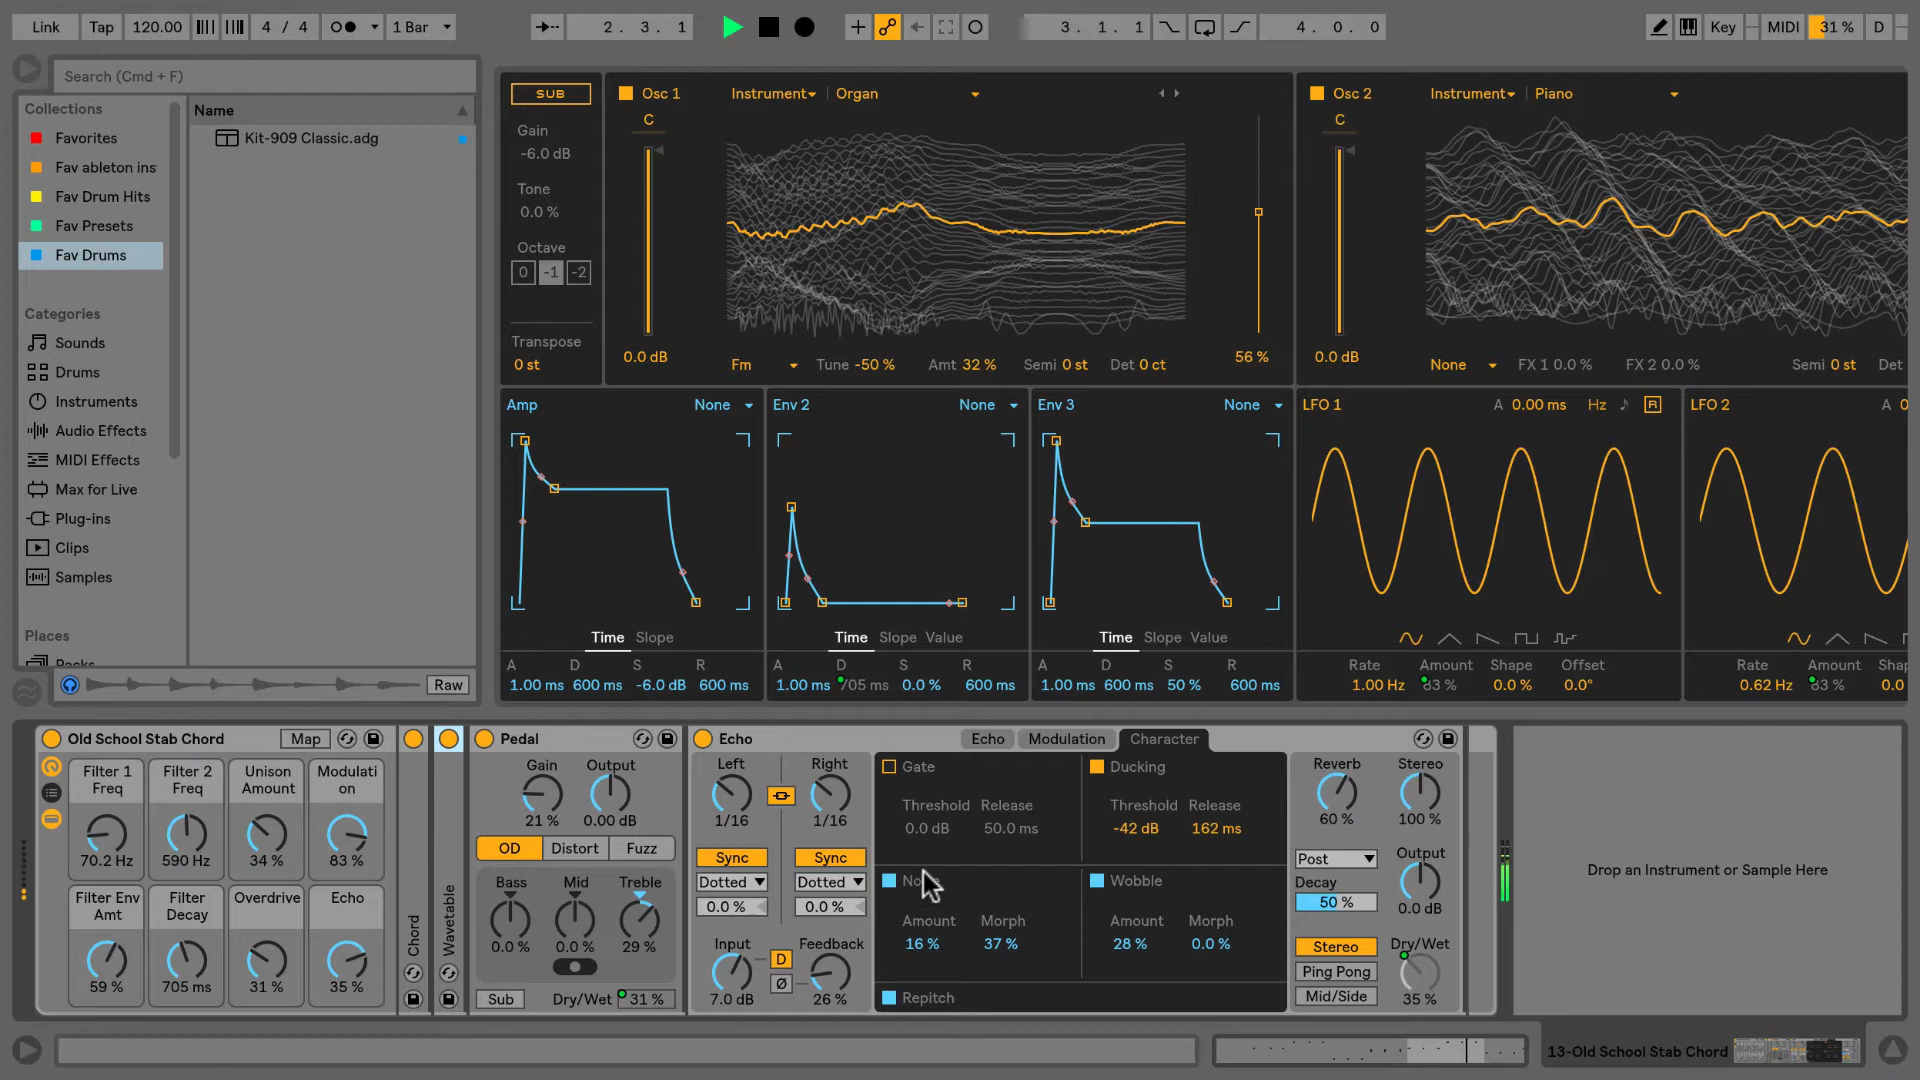 Link Tap 120.00 4 / 4 1 Bar 2. 3. 1 3. 1. 1 4. 0. 0 Key MIDI 31 % D
Search (Cmd + F)
Collections
Favorites
Fav ableton ins
Fav Drum Hits
Fav Presets
Fav Drums
Categories
Sounds
Drums
Instruments
Audio Effects
MIDI Effects
Max for Live
Plug-ins
Clips
Samples
Places
Packs
Name
Kit-909 Classic.adg
Raw
SUB
Gain
-6.0 dB
Tone
0.0 %
Octave
0 -1 -2
Transpose
0 st
Osc 1 Instrument Organ
C
0.0 dB
Fm Tune -50 % Amt 32 % Semi 0 st Det 0 ct
56 %
Osc 2 Instrument Piano
C
0.0 dB
None FX 1 0.0 % FX 2 0.0 % Semi 0 st Det
Amp None
Time Slope
A D S R
1.00 ms 600 ms -6.0 dB 600 ms
Env 2 None
Time Slope Value
A D S R
1.00 ms 705 ms 0.0 % 600 ms
Env 3 None
Time Slope Value
A D S R
1.00 ms 600 ms 50 % 600 ms
LFO 1 A 0.00 ms Hz R
Rate Amount Shape Offset
1.00 Hz 83 % 0.0 % 0.0°
LFO 2 A 0
Rate Amount Shap
0.62 Hz 83 % 0.0
Old School Stab Chord Map
Filter 1 Freq
70.2 Hz
Filter 2 Freq
590 Hz
Unison Amount
34 %
Modulati on
83 %
Filter Env Amt
59 %
Filter Decay
705 ms
Overdrive
31 %
Echo
35 %
Chord
Wavetable
Pedal
Gain Output
21 % 0.00 dB
OD Distort Fuzz
Bass Mid Treble
0.0 % 0.0 % 29 %
Sub Dry/Wet 31 %
Echo Echo Modulation Character
Left Right
1/16 1/16
Sync Sync
Dotted Dotted
0.0 % 0.0 %
Input D Feedback
Ø
7.0 dB 26 %
Gate
Threshold Release
0.0 dB 50.0 ms
Ducking
Threshold Release
-42 dB 162 ms
Amount Morph
16 % 37 %
Wobble
Amount Morph
28 % 0.0 %
Repitch
Reverb Stereo
60 % 100 %
Post Output
Decay
50 % 0.0 dB
Stereo Dry/Wet
Ping Pong
Mid/Side 35 %
Drop an Instrument or Sample Here
13-Old School Stab Chord